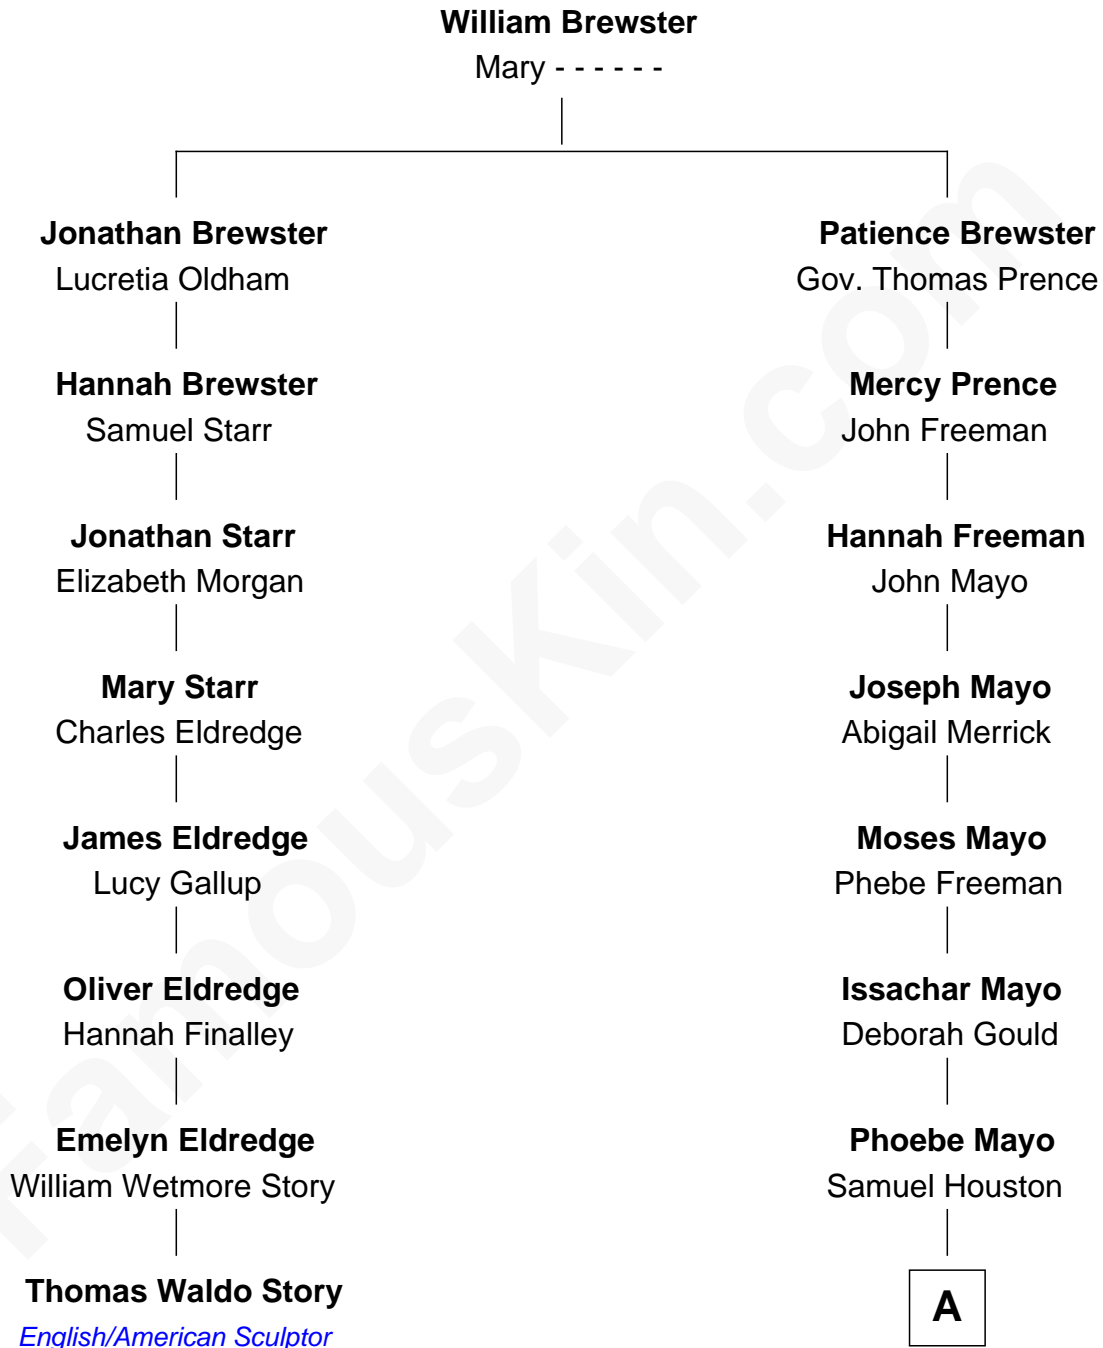 William Brewster
Mary - - - - - -
Jonathan Brewster
Lucretia Oldham
Patience Brewster
Gov. Thomas Prence
Hannah Brewster
Samuel Starr
Mercy Prence
John Freeman
Jonathan Starr
Elizabeth Morgan
Hannah Freeman
John Mayo
Mary Starr
Charles Eldredge
Joseph Mayo
Abigail Merrick
James Eldredge
Lucy Gallup
Moses Mayo
Phebe Freeman
Oliver Eldredge
Hannah Finalley
Issachar Mayo
Deborah Gould
Emelyn Eldredge
William Wetmore Story
Phoebe Mayo
Samuel Houston
Thomas Waldo Story
English/American Sculptor
A
FamousKin.com